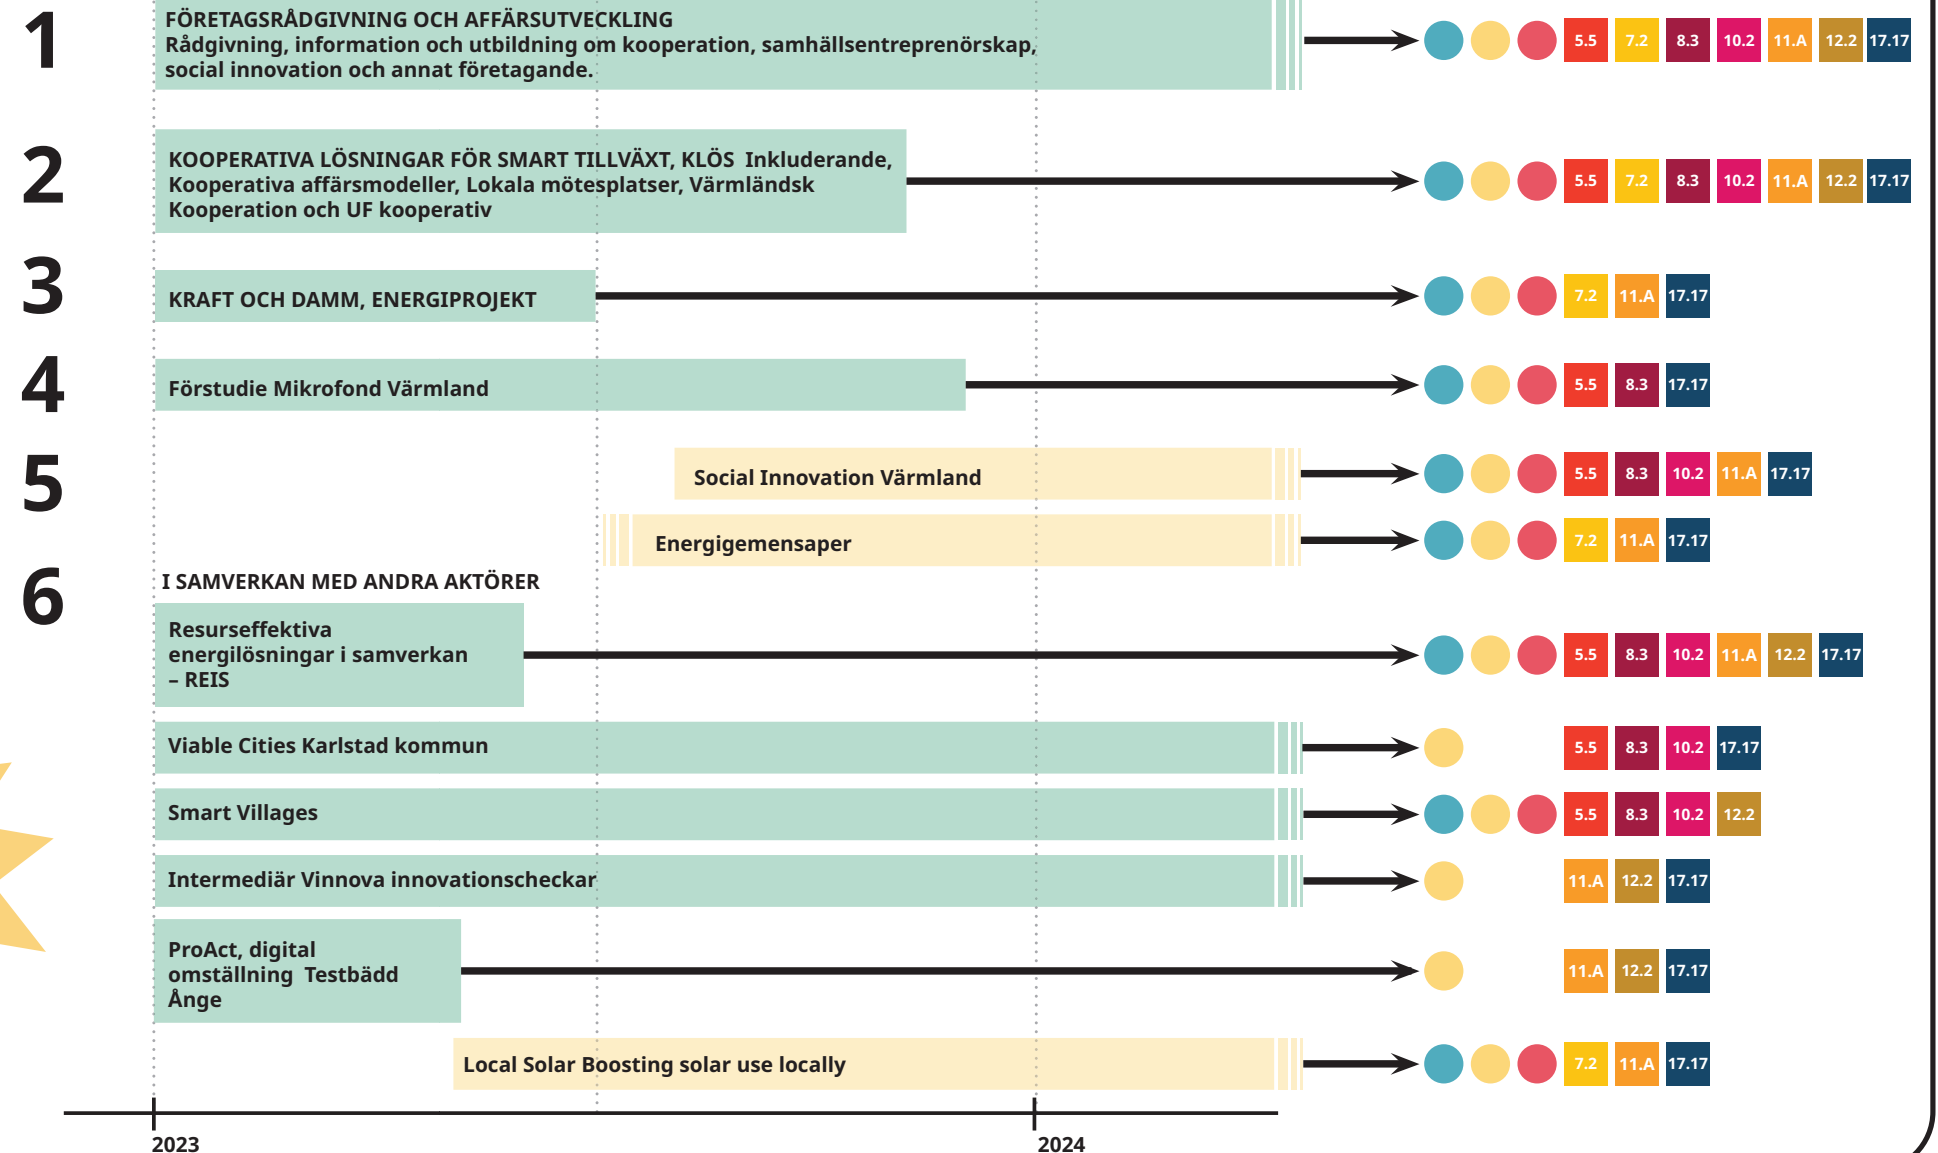 1
FÖRETAGSRÅDGIVNING OCH AFFÄRSUTVECKLING
Rådgivning, information och utbildning om kooperation, samhällsentreprenörskap,
social innovation och annat företagande.
5.5 7.2 8.3 10.2 11.A 12.2 17.17
2
KOOPERATIVA LÖSNINGAR FÖR SMART TILLVÄXT, KLÖS Inkluderande,
Kooperativa affärsmodeller, Lokala mötesplatser, Värmländsk
Kooperation och UF kooperativ
5.5 7.2 8.3 10.2 11.A 12.2 17.17
3
KRAFT OCH DAMM, ENERGIPROJEKT
7.2 11.A 17.17
4
Förstudie Mikrofond Värmland
5.5 8.3 17.17
5
Social Innovation Värmland
5.5 8.3 10.2 11.A 17.17
Energigemensaper
7.2 11.A 17.17
6
I SAMVERKAN MED ANDRA AKTÖRER
Resurseffektiva
energilösningar i samverkan
– REIS
5.5 8.3 10.2 11.A 12.2 17.17
Viable Cities Karlstad kommun
5.5 8.3 10.2 17.17
Smart Villages
5.5 8.3 10.2 12.2
Intermediär Vinnova innovationscheckar
11.A 12.2 17.17
ProAct, digital
omställning Testbädd
Ånge
11.A 12.2 17.17
Local Solar Boosting solar use locally
7.2 11.A 17.17
2023 2024